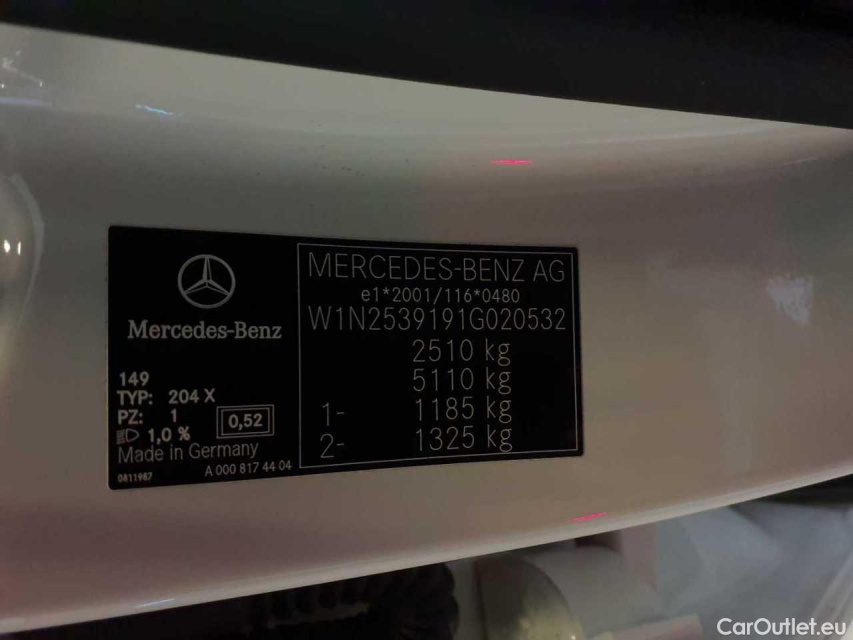 Mercedes-Benz
149
TYP: 204 X
PZ: 1
0,52
1,0 %
Made in Germany
0811987
A 000 817 44 04
MERCEDES-BENZ AG
e1*2001/116*0480
W1N2539191G020532
2510 kg
5110 kg
1- 1185 kg
2- 1325 kg
CarOutlet.eu